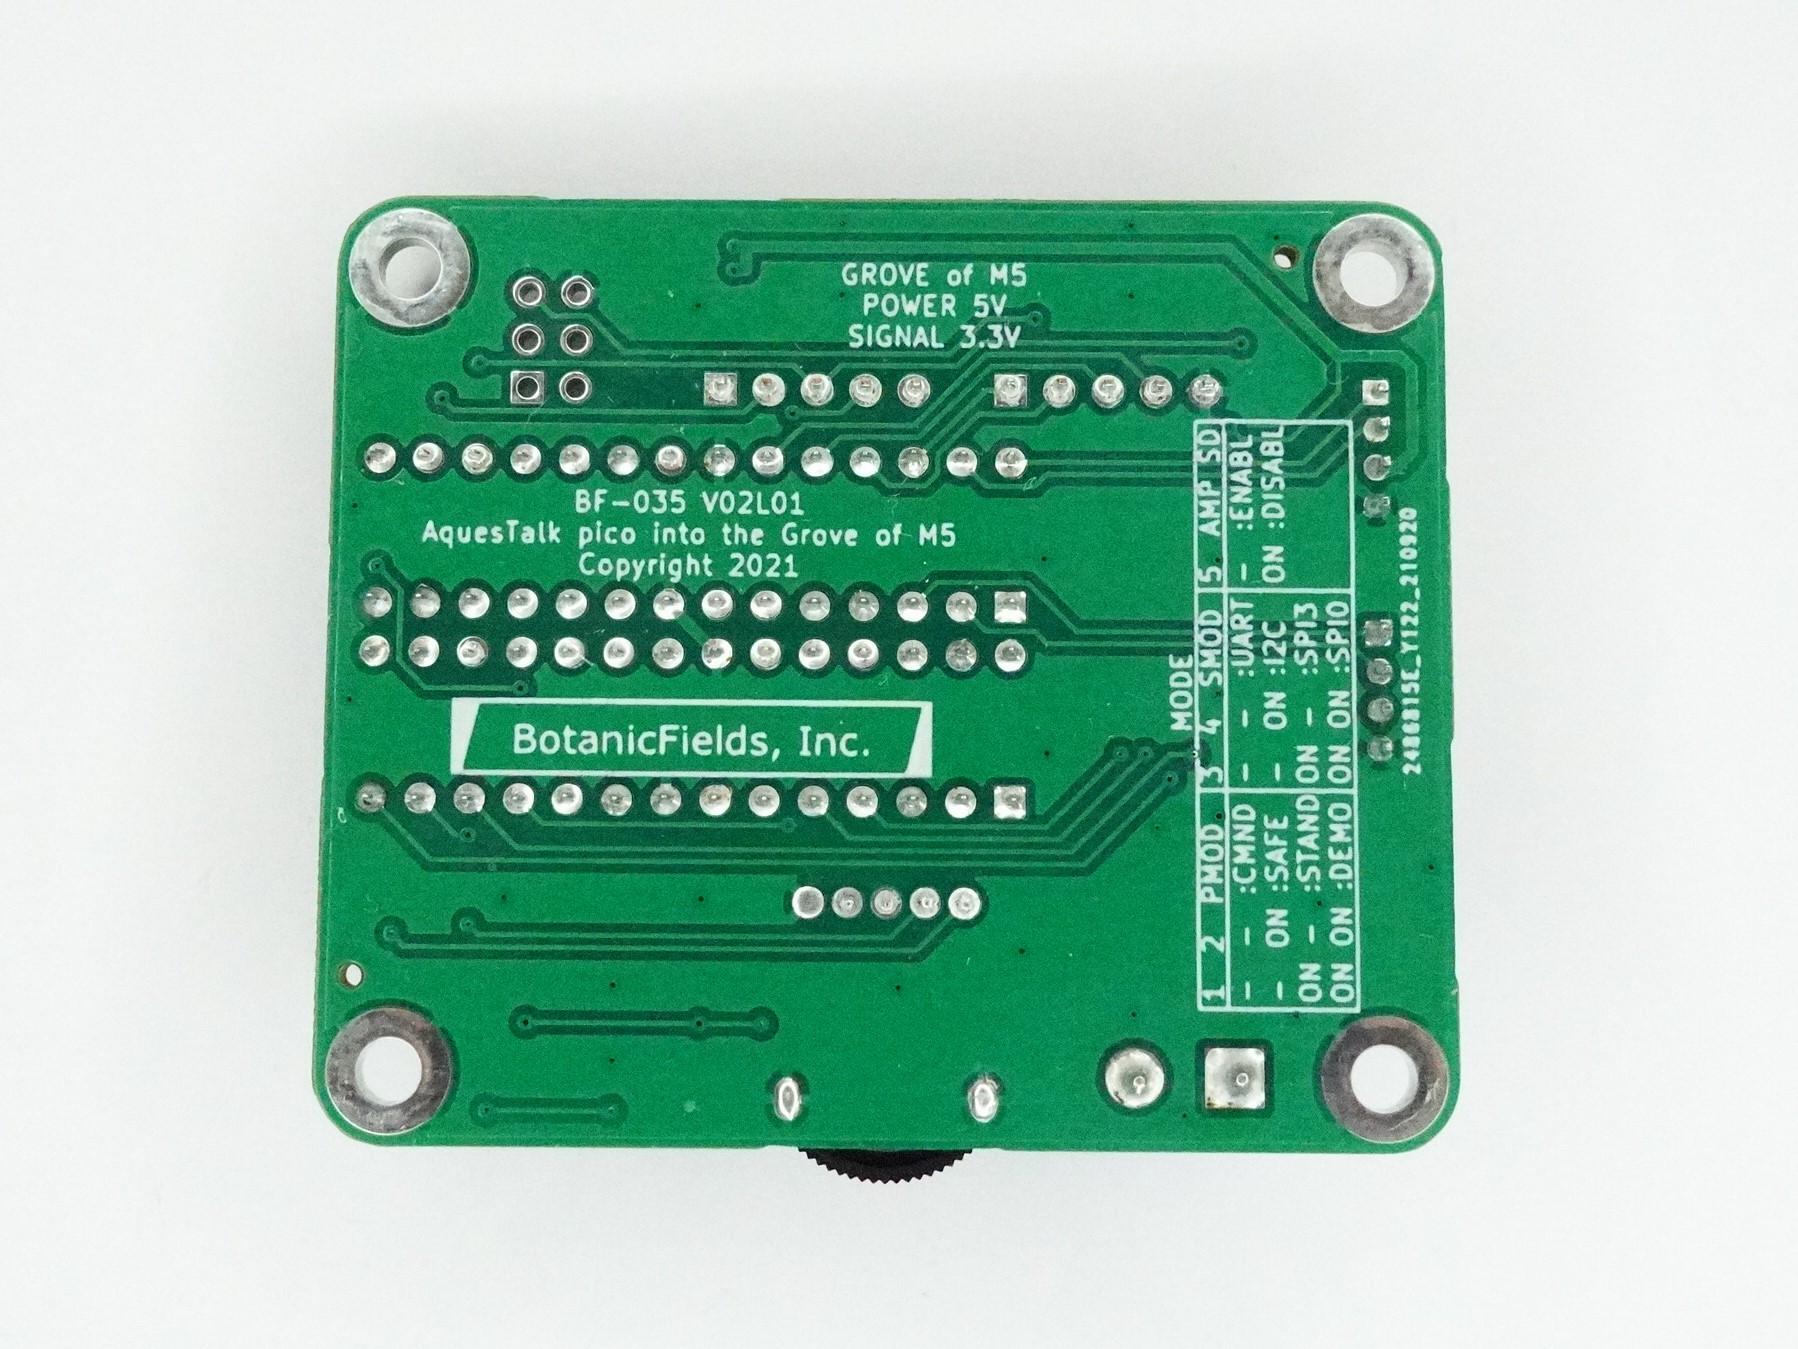 GROVE of M5
POWER 5V
SIGNAL 3.3V
BF-035 V02L01
AquesTalk pico into the Grove of M5
Copyright 2021
BotanicFields, Inc.
MODE
1 2 PMOD 3 4 SMOD 5 AMP SD
- - :CMND - - :UART - :ENABL
- ON :SAFE - ON :I2C ON :DISABL
ON - :STAND ON - :SPI3
ON ON :DEMO ON ON :SPI0
2486815E_Y122_210920